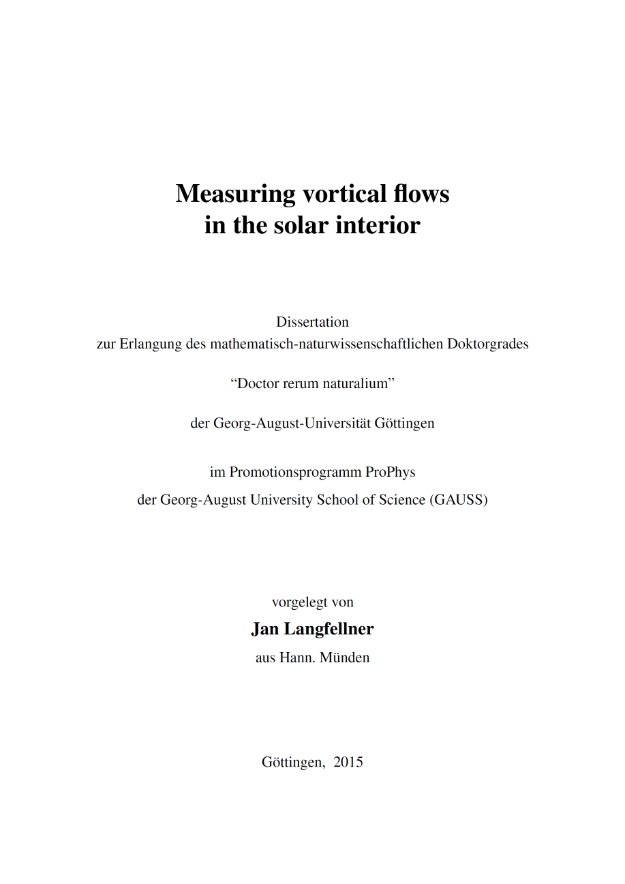 Measuring vortical flows
in the solar interior
Dissertation
zur Erlangung des mathematisch-naturwissenschaftlichen Doktorgrades
“Doctor rerum naturalium”
der Georg-August-Universität Göttingen
im Promotionsprogramm ProPhys
der Georg-August University School of Science (GAUSS)
vorgelegt von
Jan Langfellner
aus Hann. Münden
Göttingen, 2015